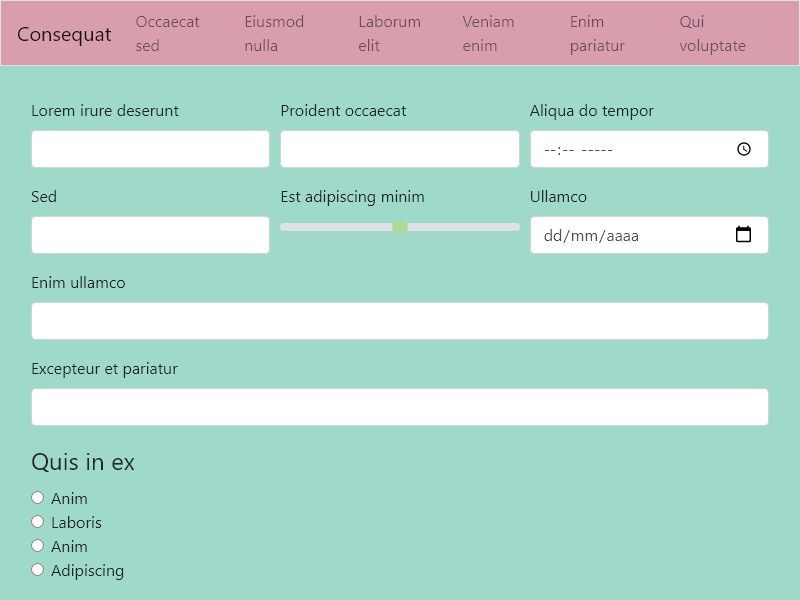 Consequat
Occaecat
sed
Eiusmod
nulla
Laborum
elit
Veniam
enim
Enim
pariatur
Qui
voluptate
Lorem irure deserunt
Proident occaecat
Aliqua do tempor
--:-- -----
Sed
Est adipiscing minim
Ullamco
dd/mm/aaaa
Enim ullamco
Excepteur et pariatur
Quis in ex
Anim
Laboris
Anim
Adipiscing